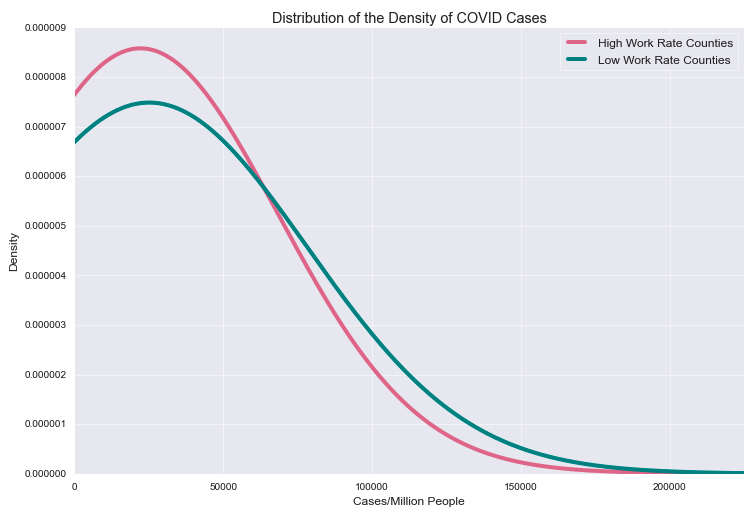 Distribution of the Density of COVID Cases
High Work Rate Counties
Low Work Rate Counties
0.000009
0.000008
0.000007
0.000006
0.000005
0.000004
0.000003
0.000002
0.000001
0.000000
Density
0 50000 100000 150000 200000
Cases/Million People